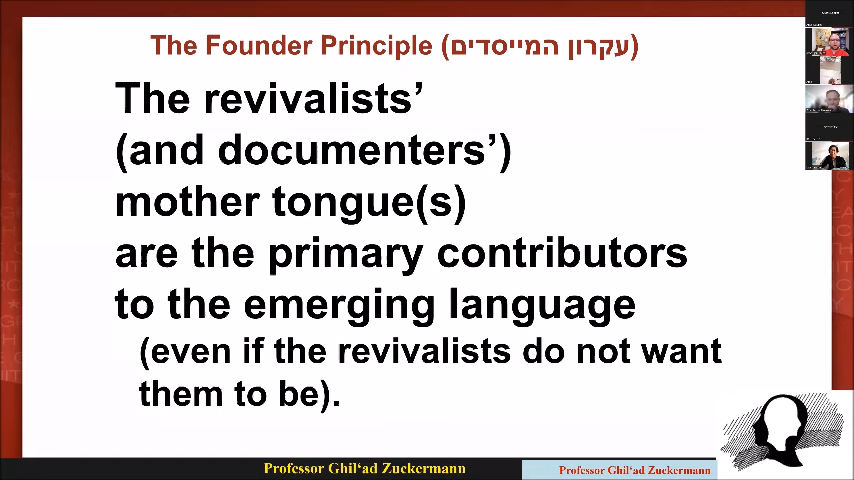 The Founder Principle (עקרון המייסדים)
The revivalists’
(and documenters’)
mother tongue(s)
are the primary contributors
to the emerging language
(even if the revivalists do not want
them to be).
Professor Ghil‘ad Zuckermann
Professor Ghil‘ad Zuckermann